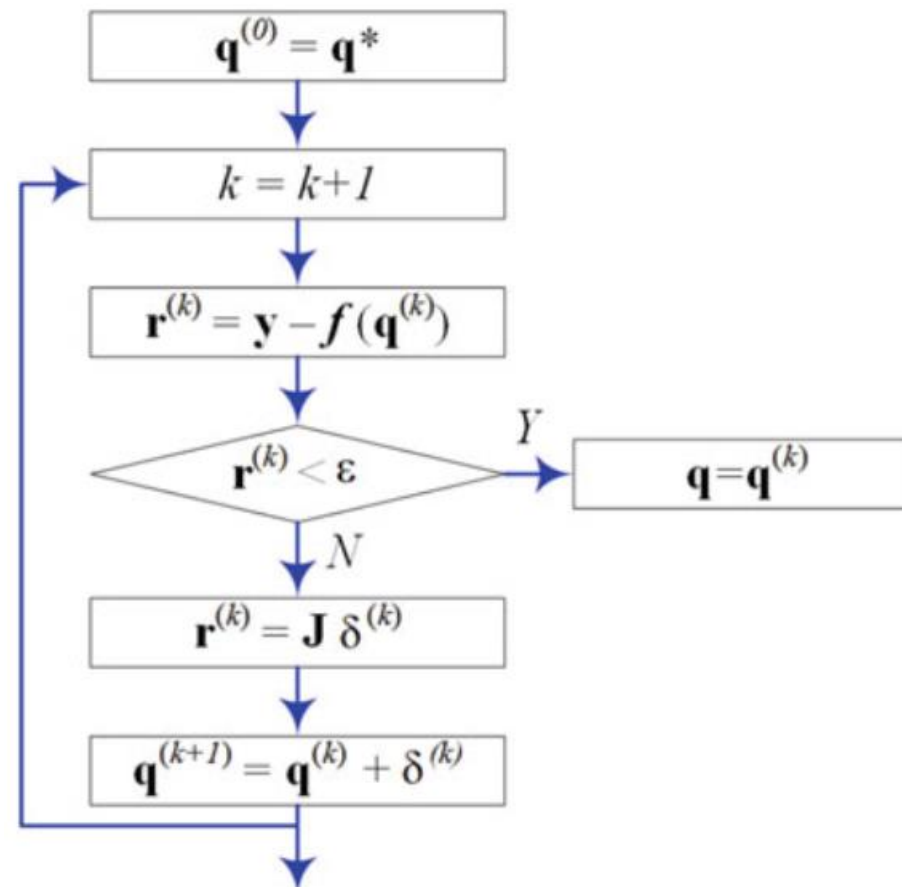 q⁽⁰⁾ = q*
k = k+1
r⁽ᵏ⁾ = y – f (q⁽ᵏ⁾)
r⁽ᵏ⁾ < ε
Y
q=q⁽ᵏ⁾
N
r⁽ᵏ⁾ = J δ⁽ᵏ⁾
q⁽ᵏ⁺¹⁾ = q⁽ᵏ⁾ + δ⁽ᵏ⁾